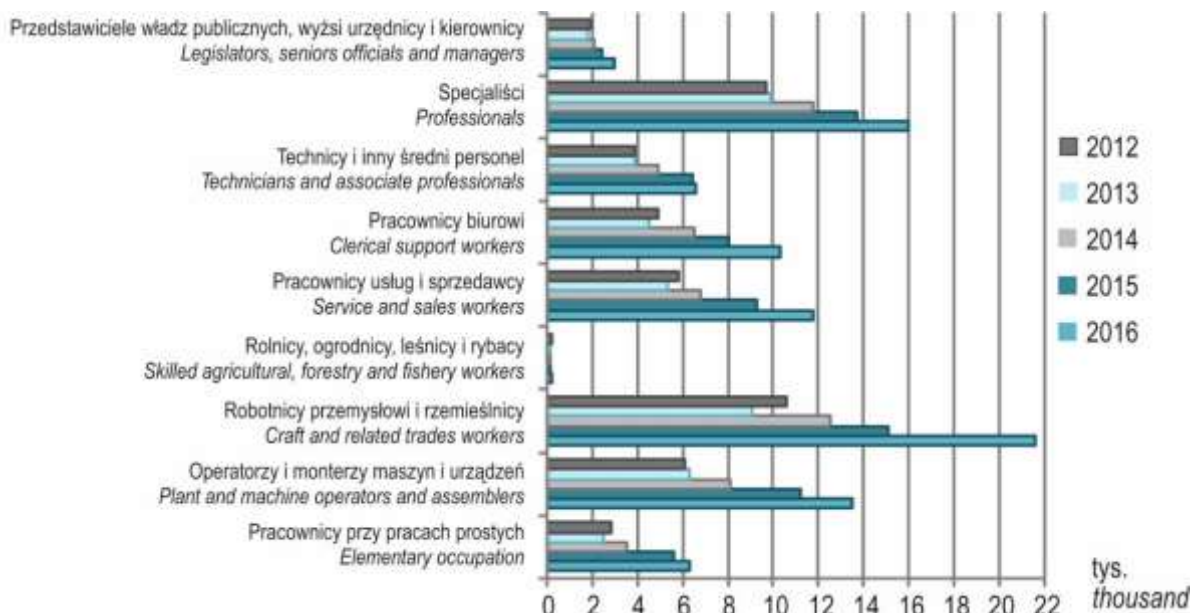 Przedstawiciele władz publicznych, wyżsi urzędnicy i kierownicy
Legislators, seniors officials and managers
Specjaliści
Professionals
Technicy i inny średni personel
Technicians and associate professionals
Pracownicy biurowi
Clerical support workers
Pracownicy usług i sprzedawcy
Service and sales workers
Rolnicy, ogrodnicy, leśnicy i rybacy
Skilled agricultural, forestry and fishery workers
Robotnicy przemysłowi i rzemieślnicy
Craft and related trades workers
Operatorzy i monterzy maszyn i urządzeń
Plant and machine operators and assemblers
Pracownicy przy pracach prostych
Elementary occupation
2012
2013
2014
2015
2016
tys.
thousand
0 2 4 6 8 10 12 14 16 18 20 22